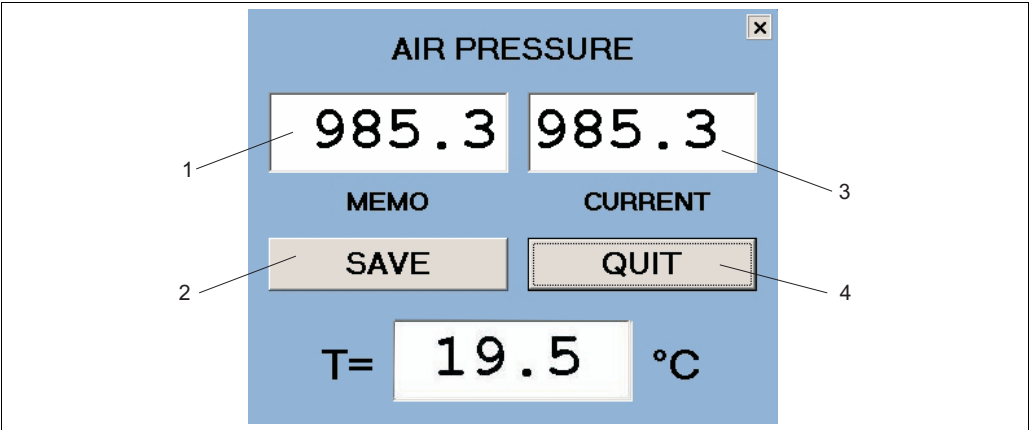 AIR PRESSURE
985.3 985.3
1
3
MEMO CURRENT
SAVE QUIT
2
4
T= 19.5 °C